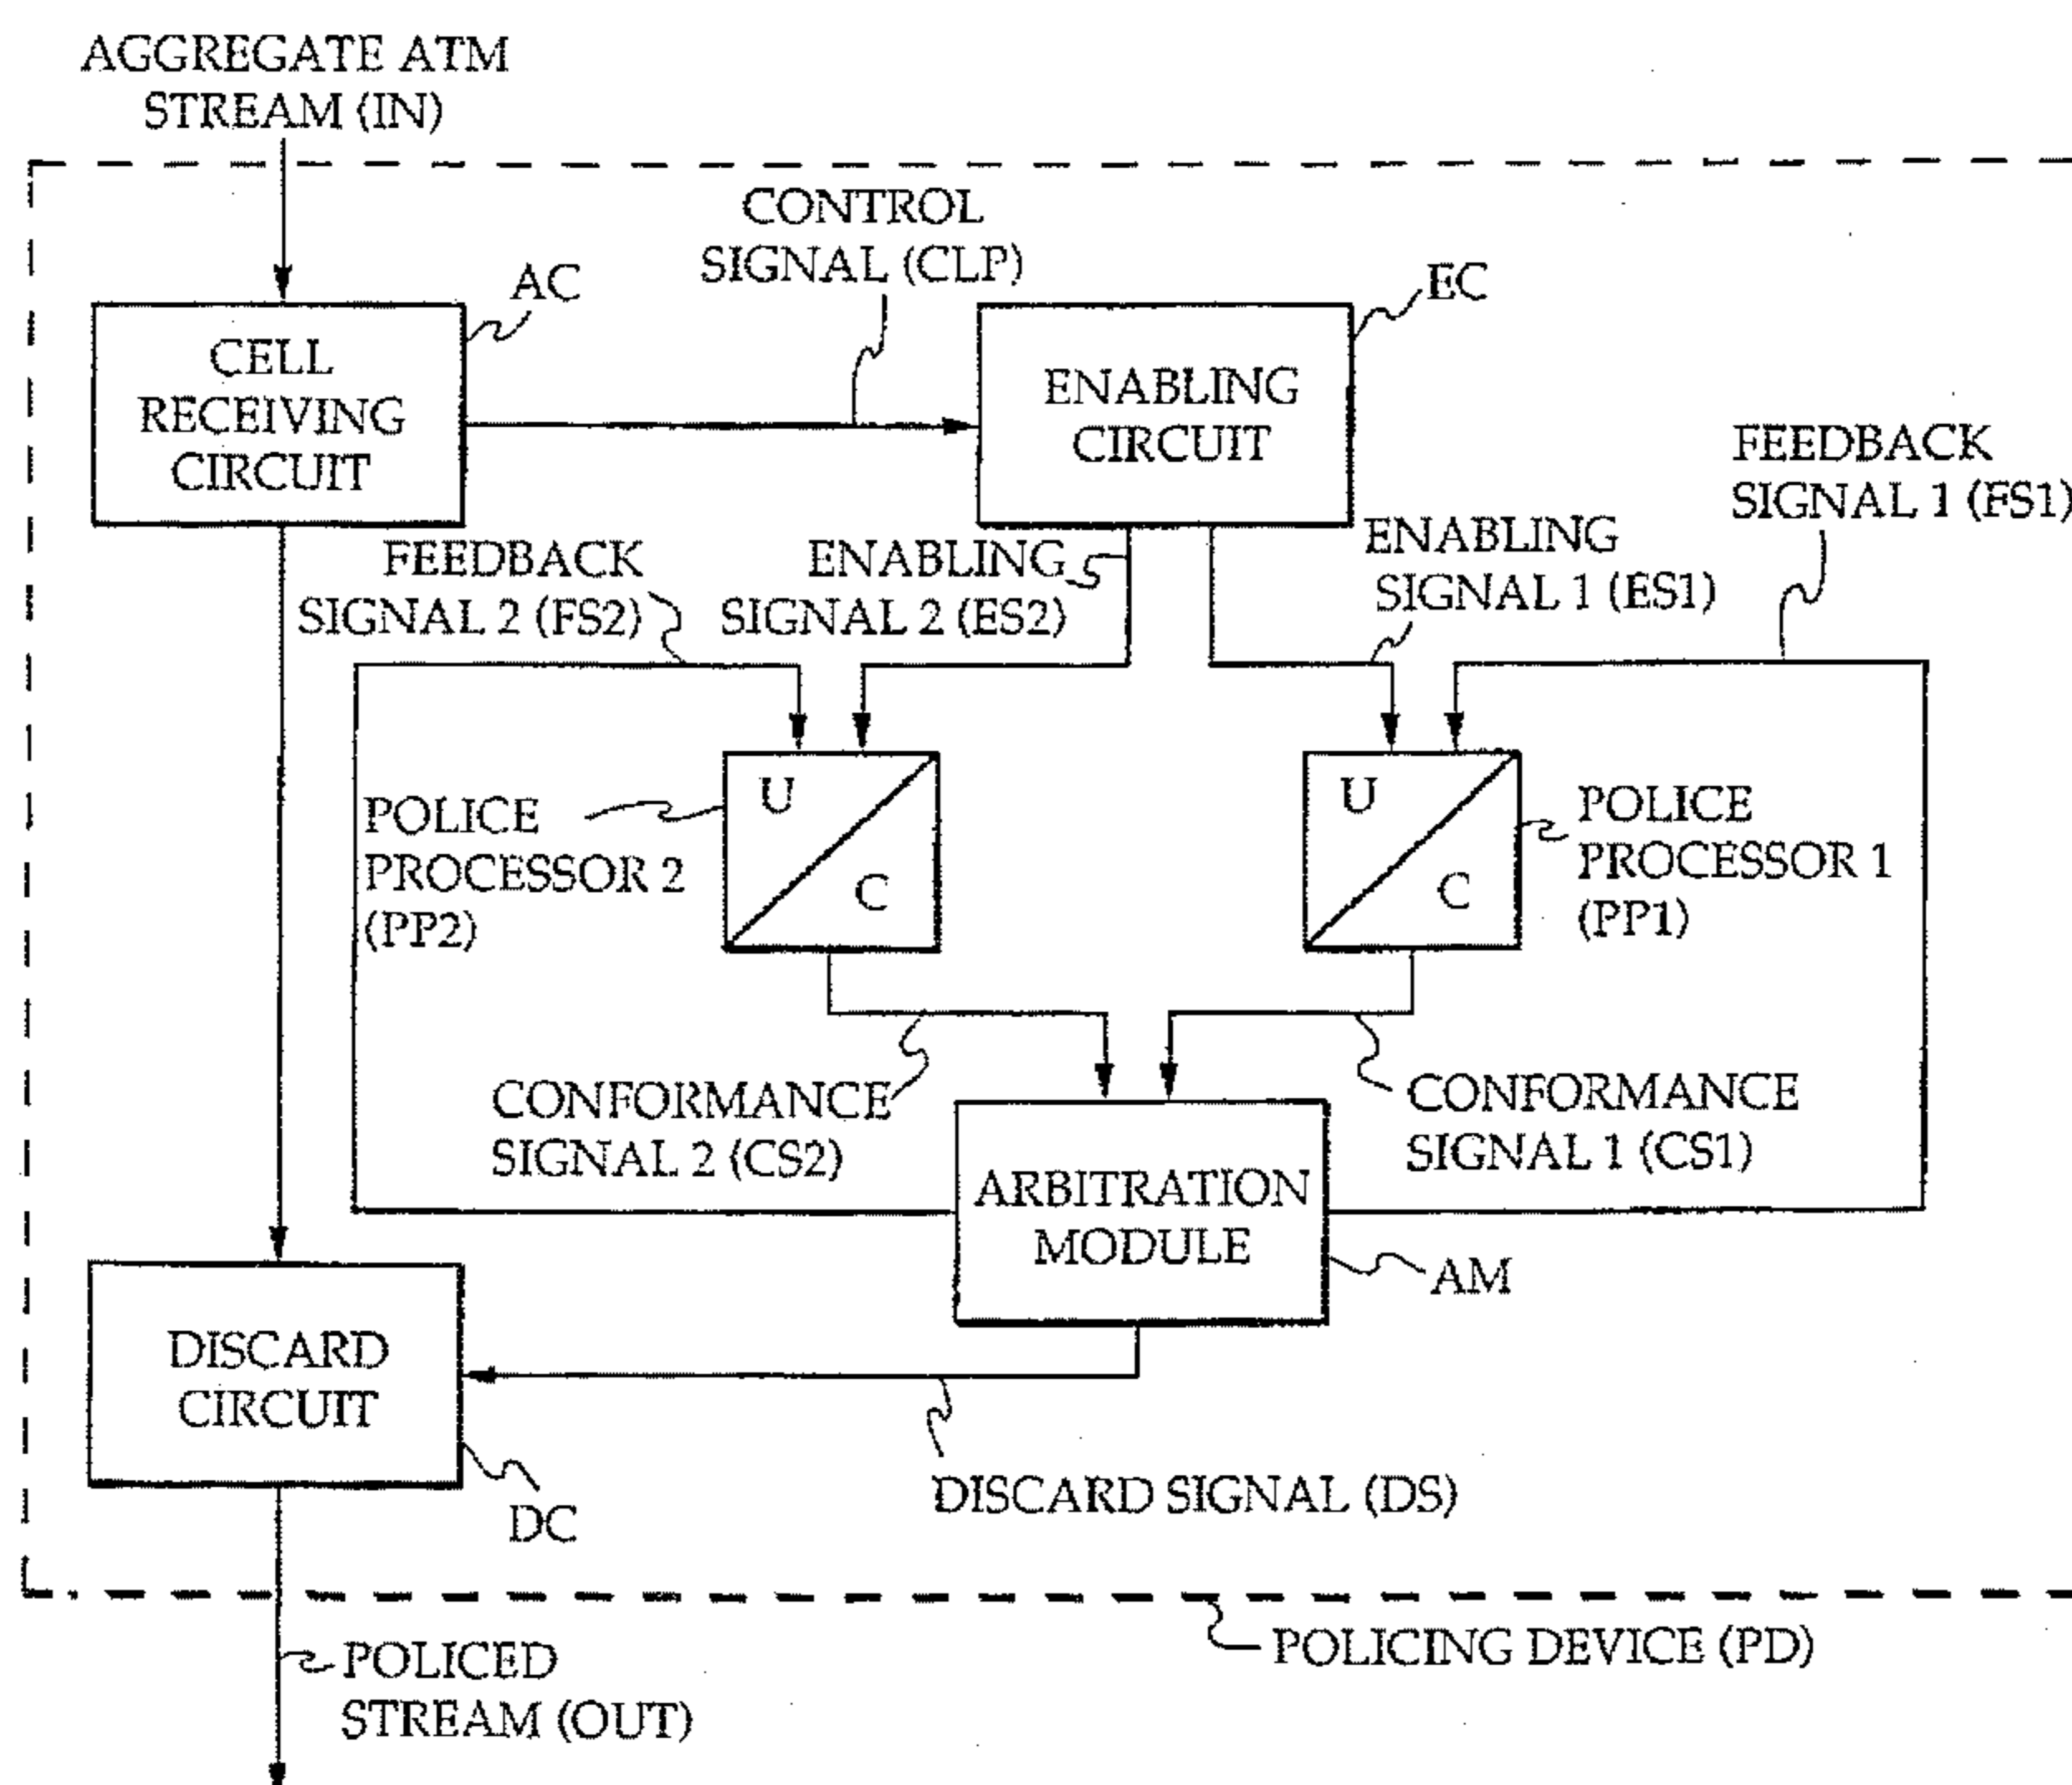 AGGREGATE ATM
STREAM (IN)
CONTROL
SIGNAL (CLP)
AC
EC
CELL
RECEIVING
CIRCUIT
ENABLING
CIRCUIT
FEEDBACK
SIGNAL 1 (FS1)
FEEDBACK
SIGNAL 2 (FS2)
ENABLING
SIGNAL 2 (ES2)
ENABLING
SIGNAL 1 (ES1)
U
C
U
C
POLICE
PROCESSOR 2
(PP2)
POLICE
PROCESSOR 1
(PP1)
CONFORMANCE
SIGNAL 2 (CS2)
CONFORMANCE
SIGNAL 1 (CS1)
ARBITRATION
MODULE
AM
DISCARD
CIRCUIT
DC
DISCARD SIGNAL (DS)
POLICING DEVICE (PD)
POLICED
STREAM (OUT)